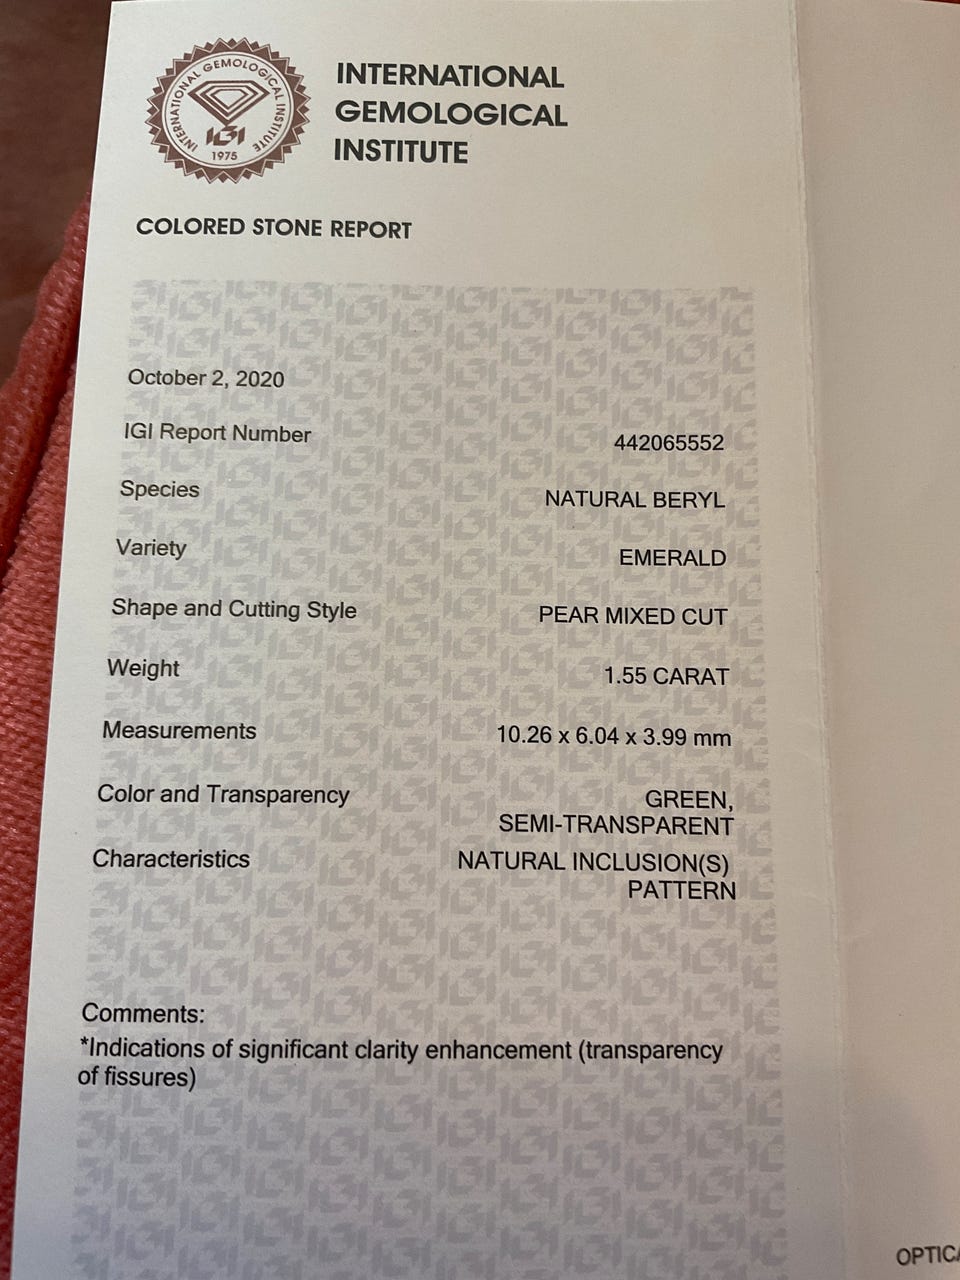 INTERNATIONAL GEMOLOGICAL INSTITUTE
IGI
1975
INTERNATIONAL
GEMOLOGICAL
INSTITUTE
COLORED STONE REPORT
October 2, 2020
IGI Report Number 442065552
Species NATURAL BERYL
Variety EMERALD
Shape and Cutting Style PEAR MIXED CUT
Weight 1.55 CARAT
Measurements 10.26 x 6.04 x 3.99 mm
Color and Transparency GREEN,
SEMI-TRANSPARENT
Characteristics NATURAL INCLUSION(S)
PATTERN
Comments:
*Indications of significant clarity enhancement (transparency
of fissures)